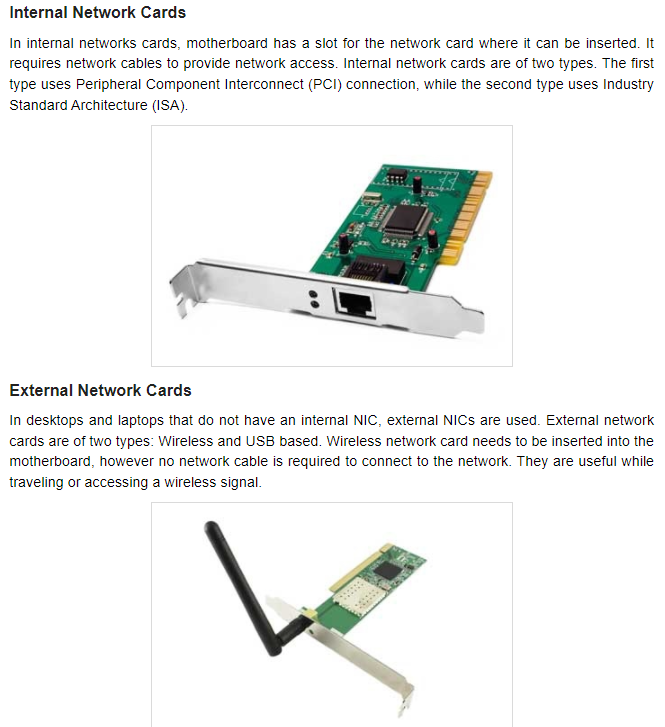 Internal Network Cards
In internal networks cards, motherboard has a slot for the network card where it can be inserted. It
requires network cables to provide network access. Internal network cards are of two types. The first
type uses Peripheral Component Interconnect (PCI) connection, while the second type uses Industry
Standard Architecture (ISA).
External Network Cards
In desktops and laptops that do not have an internal NIC, external NICs are used. External network
cards are of two types: Wireless and USB based. Wireless network card needs to be inserted into the
motherboard, however no network cable is required to connect to the network. They are useful while
traveling or accessing a wireless signal.